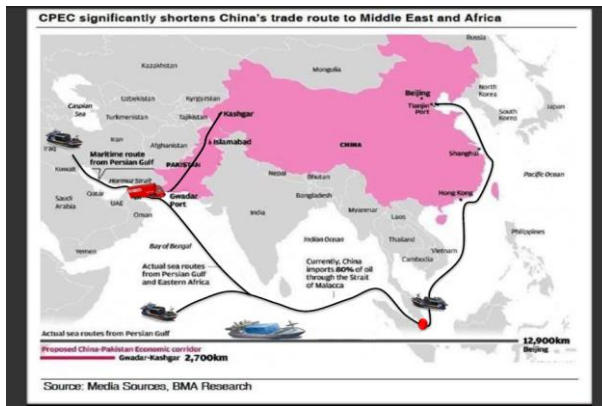 CPEC significantly shortens China's trade route to Middle East and Africa
Russia
Kazakhstan
Mongolia
Beijing
Tianjin
Port
North
Korea
Japan
South
Korea
Caspian
Sea
Uzbekistan
Kyrgyzstan
Turkmenistan
Tajikistan
Kashgar
Iraq
Iran
Afghanistan
Islamabad
CHINA
Shanghai
Maritime route
from Persian Gulf
PAKISTAN
Kuwait
Hormuz Strait
Nepal
Bhutan
Pacific Ocean
Saudi
Arabia
Qatar
UAE
Gwadar
Port
Bangladesh
Hong Kong
Oman
India
Myanmar
Laos
Yemen
Bay of Bengal
Indian Ocean
Thailand
Vietnam
Philippines
Cambodia
Actual sea routes
from Persian Gulf
and Eastern Africa
Currently, China
imports 80% of oil
through the Strait
of Malacca
Actual sea routes from Persian Gulf
12,900km
Beijing
Proposed China-Pakistan Economic corridor
Gwadar-Kashgar 2,700km
Source: Media Sources, BMA Research